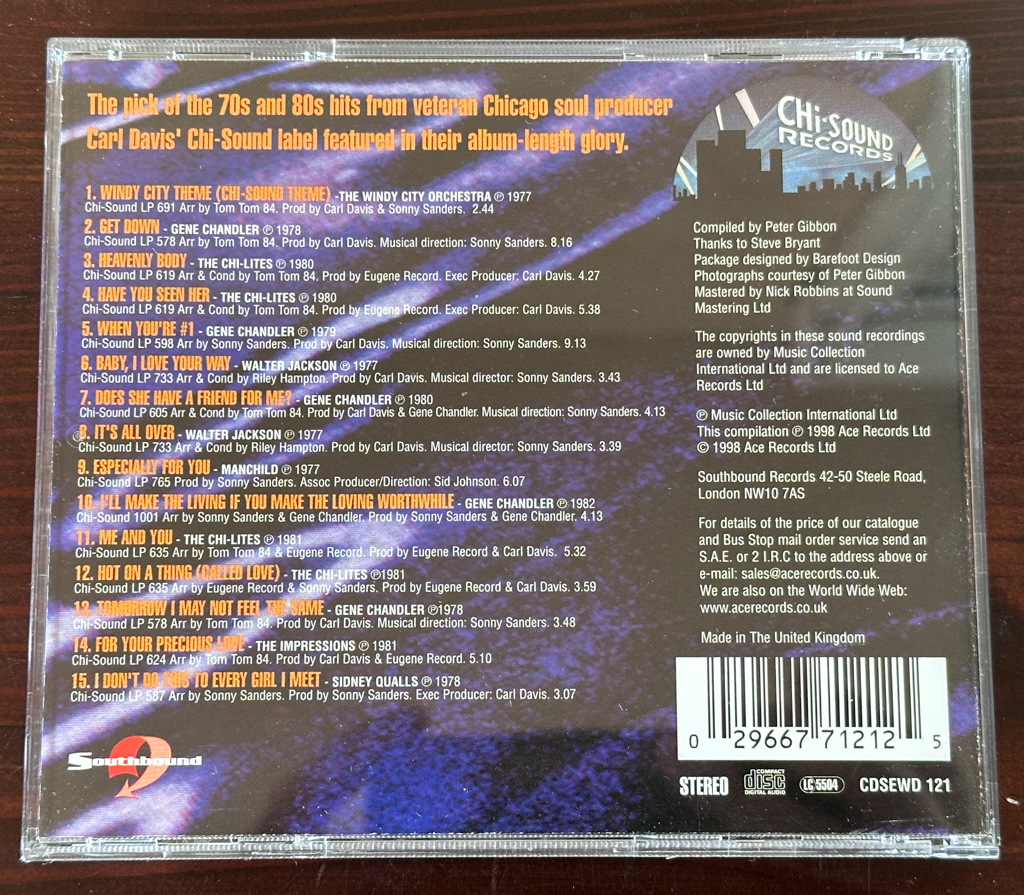 The pick of the 70s and 80s hits from veteran Chicago soul producer
Carl Davis' Chi-Sound label featured in their album-length glory.
1. WINDY CITY THEME (CHI-SOUND THEME) -THE WINDY CITY ORCHESTRA ℗ 1977
Chi-Sound LP 691 Arr by Tom Tom 84. Prod by Carl Davis & Sonny Sanders. 2.44
2. GET DOWN - GENE CHANDLER ℗ 1978
Chi-Sound LP 578 Arr by Tom Tom 84. Prod by Carl Davis. Musical direction: Sonny Sanders. 8.16
3. HEAVENLY BODY - THE CHI-LITES ℗ 1980
Chi-Sound LP 619 Arr & Cond by Tom Tom 84. Prod by Eugene Record. Exec Producer: Carl Davis. 4.27
4. HAVE YOU SEEN HER - THE CHI-LITES ℗ 1980
Chi-Sound LP 619 Arr & Cond by Tom Tom 84. Prod by Eugene Record. Exec Producer: Carl Davis. 5.38
5. WHEN YOU'RE #1 - GENE CHANDLER ℗ 1979
Chi-Sound LP 598 Arr by Sonny Sanders. Prod by Carl Davis. Musical direction: Sonny Sanders. 9.13
6. BABY, I LOVE YOUR WAY - WALTER JACKSON ℗ 1977
Chi-Sound LP 733 Arr & Cond by Riley Hampton. Prod by Carl Davis. Musical director: Sonny Sanders. 3.43
7. DOES SHE HAVE A FRIEND FOR ME? - GENE CHANDLER ℗ 1980
Chi-Sound LP 605 Arr & Cond by Tom Tom 84. Prod by Carl Davis & Gene Chandler. Musical direction: Sonny Sanders. 4.13
8. IT'S ALL OVER - WALTER JACKSON ℗ 1977
Chi-Sound LP 733 Arr & Cond by Riley Hampton. Prod by Carl Davis. Musical director: Sonny Sanders. 3.39
9. ESPECIALLY FOR YOU - MANCHILD ℗ 1977
Chi-Sound LP 765 Prod by Sonny Sanders. Assoc Producer/Direction: Sid Johnson. 6.07
10. I'LL MAKE THE LIVING IF YOU MAKE THE LOVING WORTHWHILE - GENE CHANDLER ℗ 1982
Chi-Sound 1001 Arr by Sonny Sanders & Gene Chandler. Prod by Sonny Sanders & Gene Chandler. 4.13
11. ME AND YOU - THE CHI-LITES ℗ 1981
Chi-Sound LP 635 Arr by Tom Tom 84 & Eugene Record. Prod by Eugene Record & Carl Davis. 5.32
12. HOT ON A THING (CALLED LOVE) - THE CHI-LITES ℗1981
Chi-Sound LP 635 Arr by Eugene Record & Sonny Sanders. Prod by Eugene Record & Carl Davis. 3.59
13. TOMORROW I MAY NOT FEEL THE SAME - GENE CHANDLER ℗1978
Chi-Sound LP 578 Arr by Tom Tom 84. Prod by Carl Davis. Musical direction: Sonny Sanders. 3.48
14. FOR YOUR PRECIOUS LOVE - THE IMPRESSIONS ℗ 1981
Chi-Sound LP 624 Arr by Tom Tom 84. Prod by Carl Davis & Eugene Record. 5.10
15. I DON'T DO THIS TO EVERY GIRL I MEET - SIDNEY QUALLS ℗ 1978
Chi-Sound LP 587 Arr by Sonny Sanders. Prod by Sonny Sanders. Exec Producer: Carl Davis. 3.07
Southbound
CHi-SOUND
RECORDS
Compiled by Peter Gibbon
Thanks to Steve Bryant
Package designed by Barefoot Design
Photographs courtesy of Peter Gibbon
Mastered by Nick Robbins at Sound
Mastering Ltd
The copyrights in these sound recordings
are owned by Music Collection
International Ltd and are licensed to Ace
Records Ltd
℗ Music Collection International Ltd
This compilation ℗ 1998 Ace Records Ltd
© 1998 Ace Records Ltd
Southbound Records 42-50 Steele Road,
London NW10 7AS
For details of the price of our catalogue
and Bus Stop mail order service send an
S.A.E. or 2 I.R.C to the address above or
e-mail: sales@acerecords.co.uk.
We are also on the World Wide Web:
www.acerecords.co.uk
Made in The United Kingdom
0 29667 71212 5
STEREO COMPACT disc DIGITAL AUDIO LC 5504 CDSEWD 121